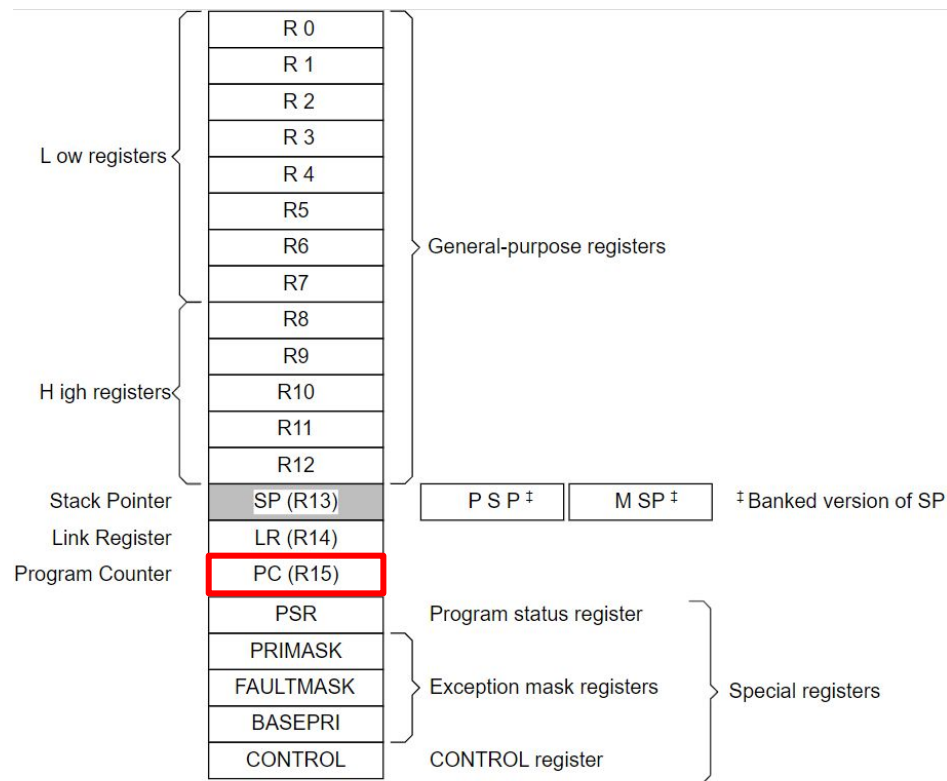 R 0
R 1
R 2
R 3
L ow registers
R 4
R5
R6
General-purpose registers
R7
R8
R9
H igh registers
R10
R11
R12
Stack Pointer SP (R13) P S P ‡ M SP ‡ ‡ Banked version of SP
Link Register LR (R14)
Program Counter PC (R15)
PSR Program status register
PRIMASK
FAULTMASK Exception mask registers Special registers
BASEPRI
CONTROL CONTROL register